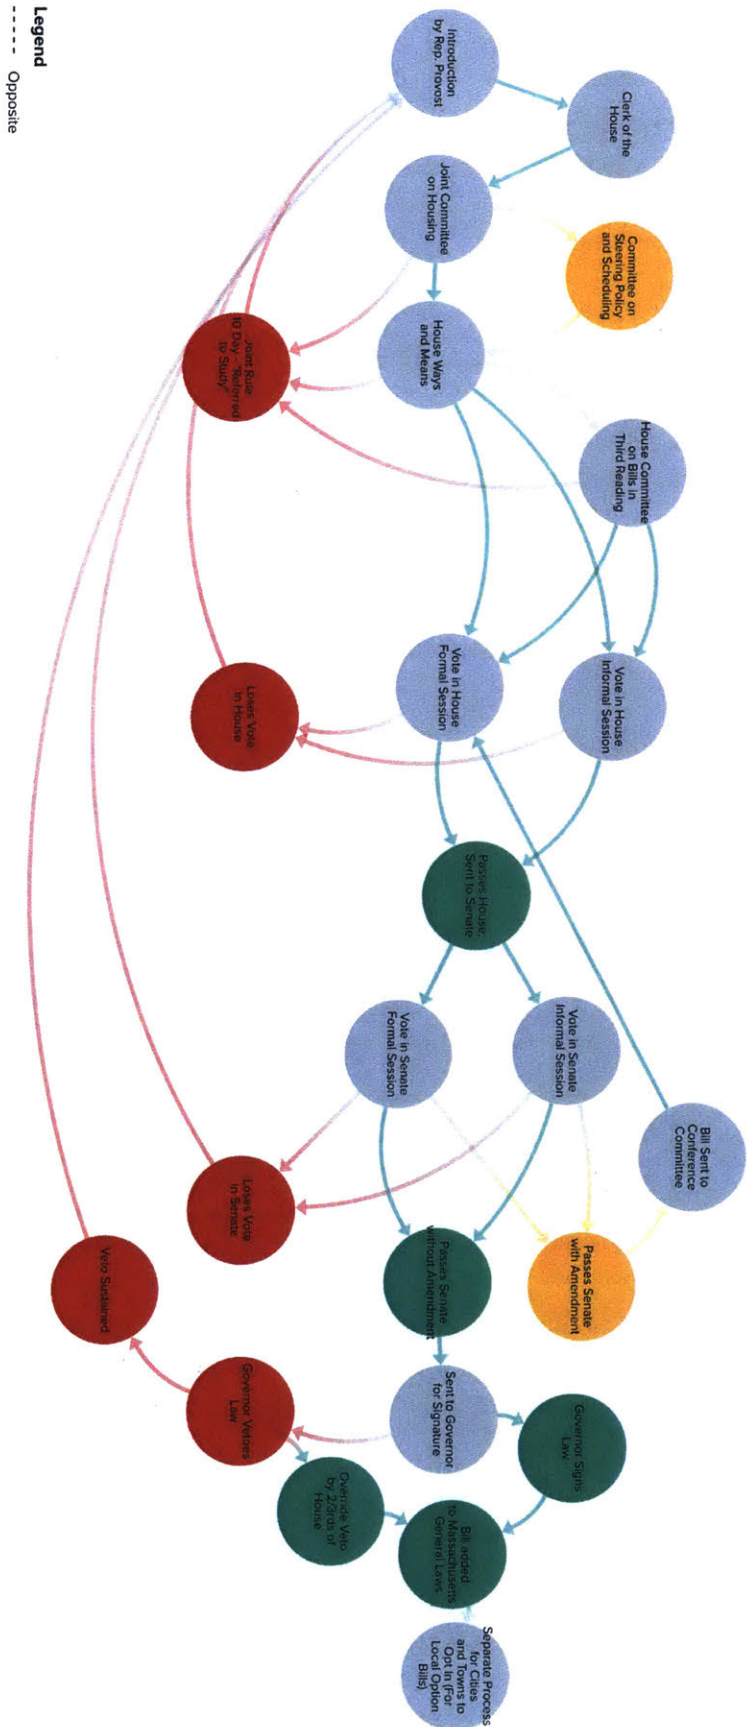 Introduction
by Rep. Provost
Clerk of the
House
Joint Committee
on Housing
Committee on
Steering Policy
and Scheduling
House Ways
and Means
Joint Rule
10 Day - "Referred
to Study"
House Committee
on Bills in
Third Reading
Vote in House
Formal Session
Vote in House
Informal Session
Loses Vote
in House
Passes House;
Sent to Senate
Vote in Senate
Formal Session
Vote in Senate
Informal Session
Bill Sent to
Conference
Committee
Loses Vote
in Senate
Passes Senate
without Amendment
Passes Senate
with Amendment
Veto Sustained
Governor Vetoes
Law
Sent to Governor
for Signature
Governor Signs
Law
Override Veto
by 2/3rds of
House
Bill added
to Massachusetts
General Laws
Separate Process
for Cities
and Towns to
Opt In (For
Local Option
Bills)
Legend
----- Opposite